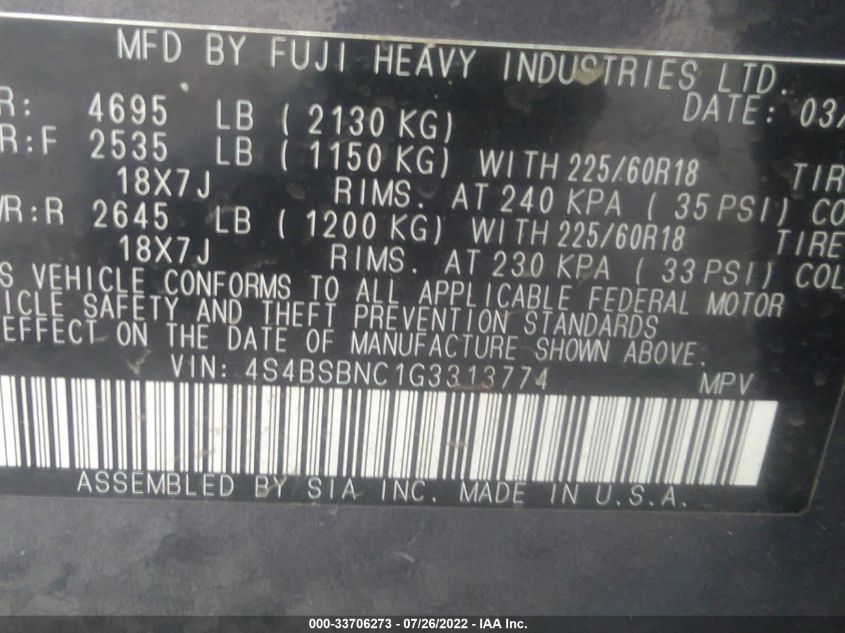 MFD BY FUJI HEAVY INDUSTRIES LTD.
R: 4695 LB ( 2130 KG) DATE: 03/
R:F 2535 LB ( 1150 KG) WITH 225/60R18 TIR
18X7J RIMS. AT 240 KPA ( 35 PSI) CO
WR:R 2645 LB ( 1200 KG) WITH 225/60R18 TIRE
18X7J RIMS. AT 230 KPA ( 33 PSI) COL
S VEHICLE CONFORMS TO ALL APPLICABLE FEDERAL MOTOR
ICLE SAFETY AND THEFT PREVENTION STANDARDS
EFFECT ON THE DATE OF MANUFACTURE SHOWN ABOVE.
VIN: 4S4BSBNC1G3313774 MPV
ASSEMBLED BY SIA INC. MADE IN U.S.A.
000-33706273 - 07/26/2022 - IAA Inc.